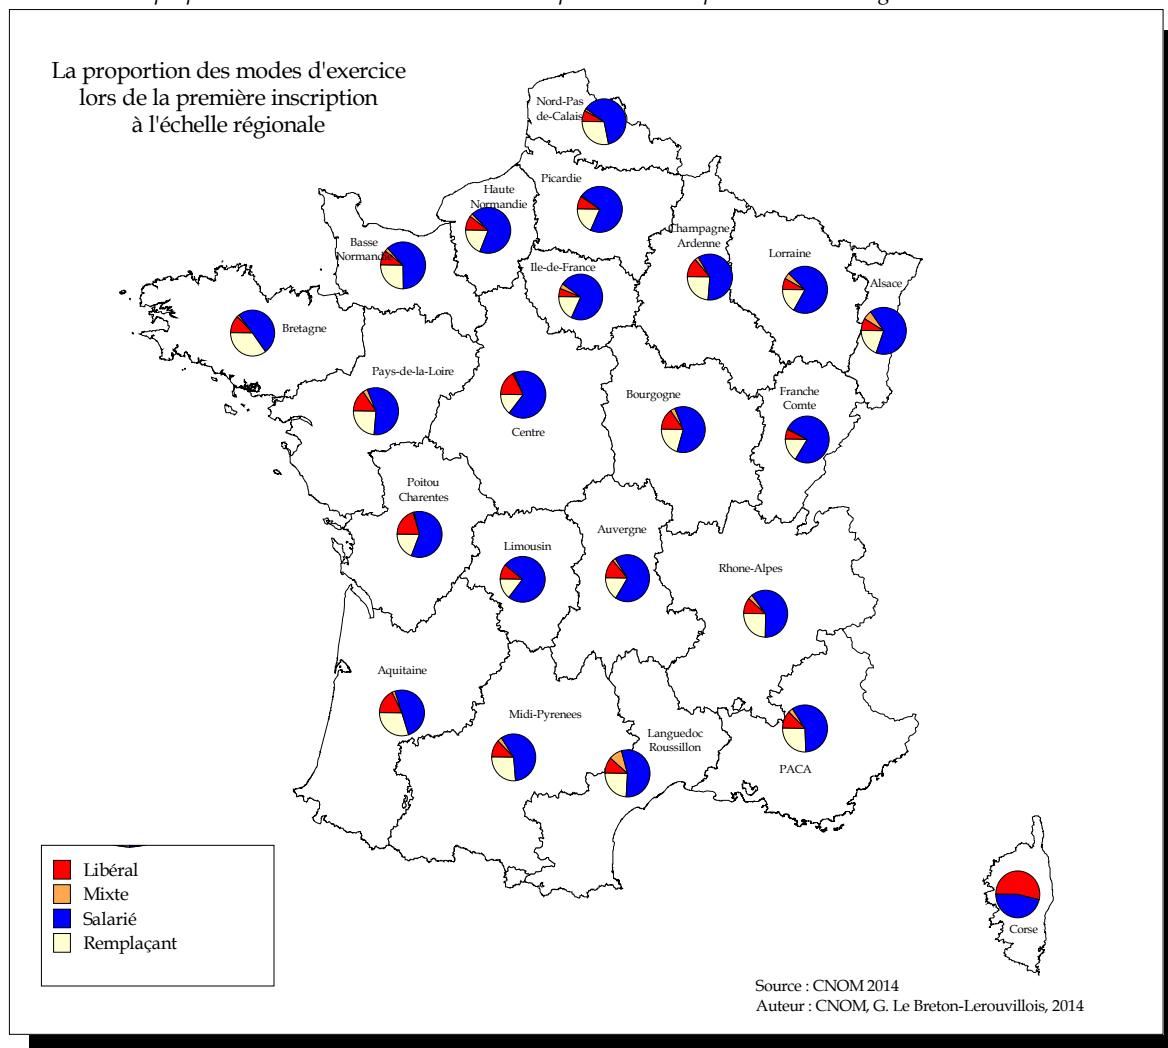 La proportion des modes d'exercice
lors de la première inscription
à l'échelle régionale
Nord-Pas
de-Calais
Picardie
Haute
Normandie
Basse
Normandie
Champagne
Ardenne
Lorraine
Ile-de-France
Alsace
Bretagne
Pays-de-la-Loire
Centre
Bourgogne
Franche
Comte
Poitou
Charentes
Limousin
Auvergne
Rhone-Alpes
Aquitaine
Midi-Pyrenees
Languedoc
Roussillon
PACA
Corse
Libéral
Mixte
Salarié
Remplaçant
Source : CNOM 2014
Auteur : CNOM, G. Le Breton-Lerouvillois, 2014